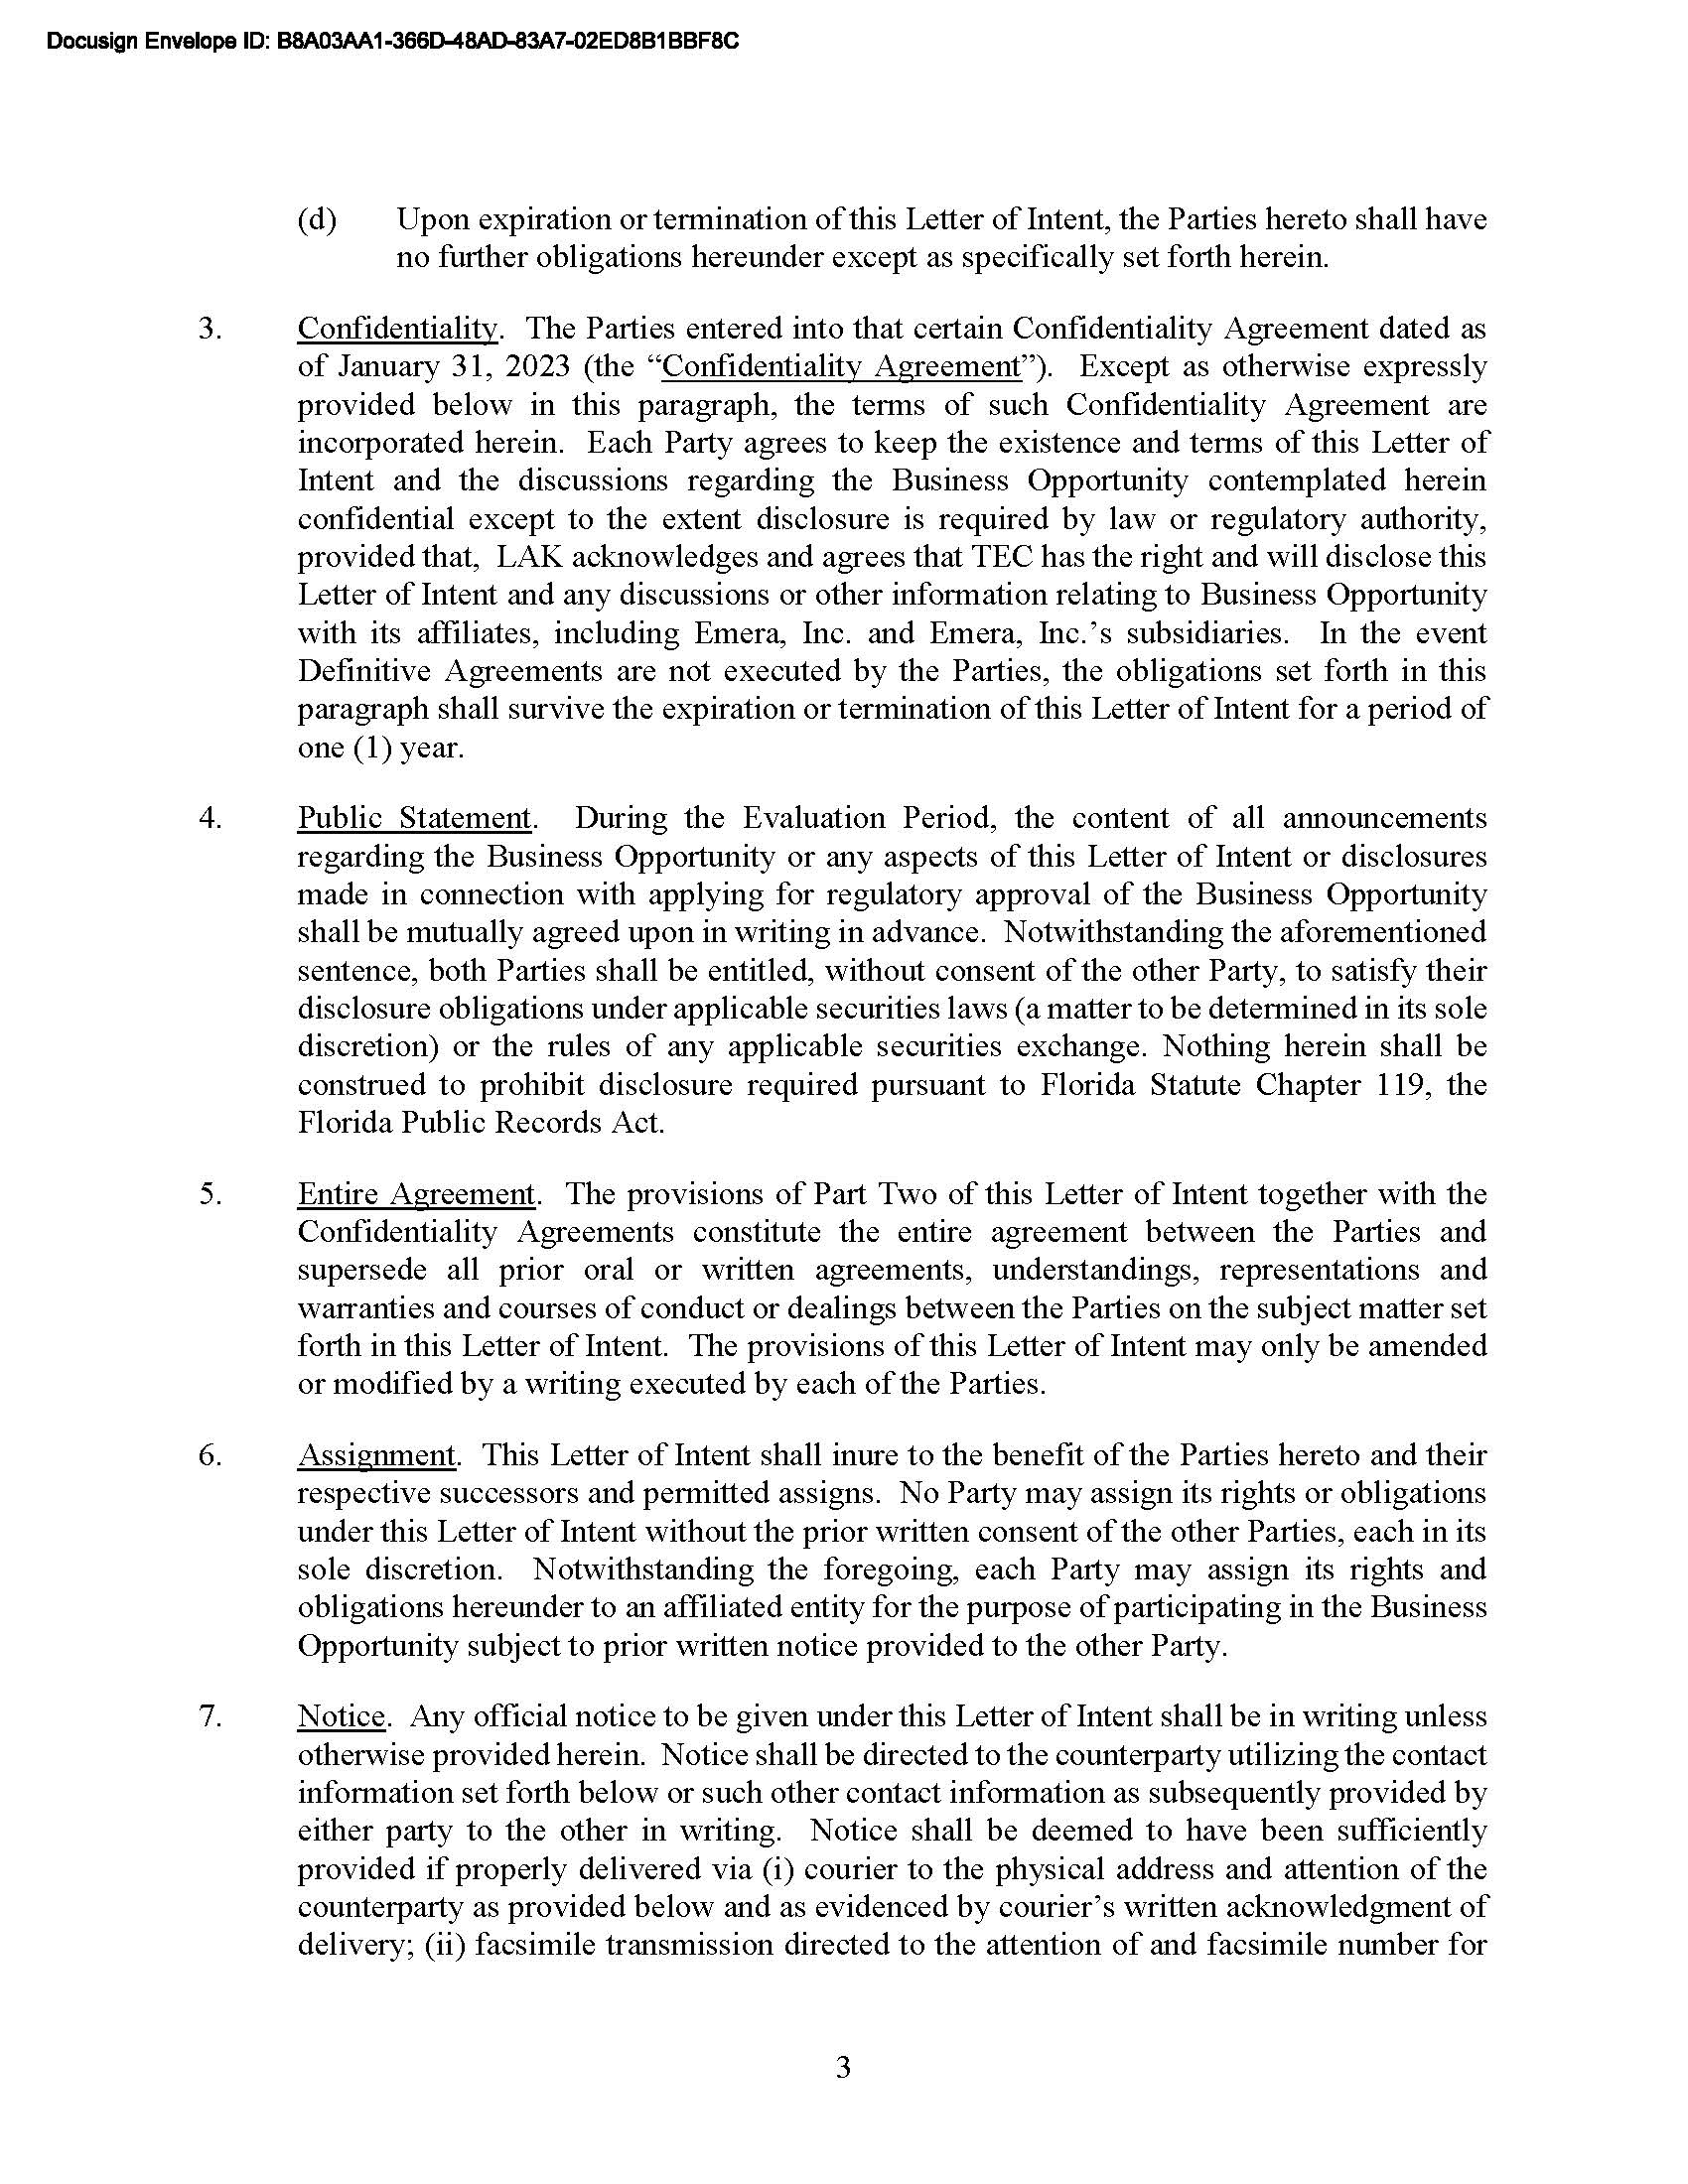 Docusign Envelope ID: B8A03AA1-366D-48AD-83A7-02ED8B1BBF8C
(d) Upon expiration or termination of this Letter of Intent, the Parties hereto shall have
no further obligations hereunder except as specifically set forth herein.
3. Confidentiality. The Parties entered into that certain Confidentiality Agreement dated as
of January 31, 2023 (the “Confidentiality Agreement”). Except as otherwise expressly
provided below in this paragraph, the terms of such Confidentiality Agreement are
incorporated herein. Each Party agrees to keep the existence and terms of this Letter of
Intent and the discussions regarding the Business Opportunity contemplated herein
confidential except to the extent disclosure is required by law or regulatory authority,
provided that, LAK acknowledges and agrees that TEC has the right and will disclose this
Letter of Intent and any discussions or other information relating to Business Opportunity
with its affiliates, including Emera, Inc. and Emera, Inc.’s subsidiaries. In the event
Definitive Agreements are not executed by the Parties, the obligations set forth in this
paragraph shall survive the expiration or termination of this Letter of Intent for a period of
one (1) year.
4. Public Statement. During the Evaluation Period, the content of all announcements
regarding the Business Opportunity or any aspects of this Letter of Intent or disclosures
made in connection with applying for regulatory approval of the Business Opportunity
shall be mutually agreed upon in writing in advance. Notwithstanding the aforementioned
sentence, both Parties shall be entitled, without consent of the other Party, to satisfy their
disclosure obligations under applicable securities laws (a matter to be determined in its sole
discretion) or the rules of any applicable securities exchange. Nothing herein shall be
construed to prohibit disclosure required pursuant to Florida Statute Chapter 119, the
Florida Public Records Act.
5. Entire Agreement. The provisions of Part Two of this Letter of Intent together with the
Confidentiality Agreements constitute the entire agreement between the Parties and
supersede all prior oral or written agreements, understandings, representations and
warranties and courses of conduct or dealings between the Parties on the subject matter set
forth in this Letter of Intent. The provisions of this Letter of Intent may only be amended
or modified by a writing executed by each of the Parties.
6. Assignment. This Letter of Intent shall inure to the benefit of the Parties hereto and their
respective successors and permitted assigns. No Party may assign its rights or obligations
under this Letter of Intent without the prior written consent of the other Parties, each in its
sole discretion. Notwithstanding the foregoing, each Party may assign its rights and
obligations hereunder to an affiliated entity for the purpose of participating in the Business
Opportunity subject to prior written notice provided to the other Party.
7. Notice. Any official notice to be given under this Letter of Intent shall be in writing unless
otherwise provided herein. Notice shall be directed to the counterparty utilizing the contact
information set forth below or such other contact information as subsequently provided by
either party to the other in writing. Notice shall be deemed to have been sufficiently
provided if properly delivered via (i) courier to the physical address and attention of the
counterparty as provided below and as evidenced by courier’s written acknowledgment of
delivery; (ii) facsimile transmission directed to the attention of and facsimile number for
3